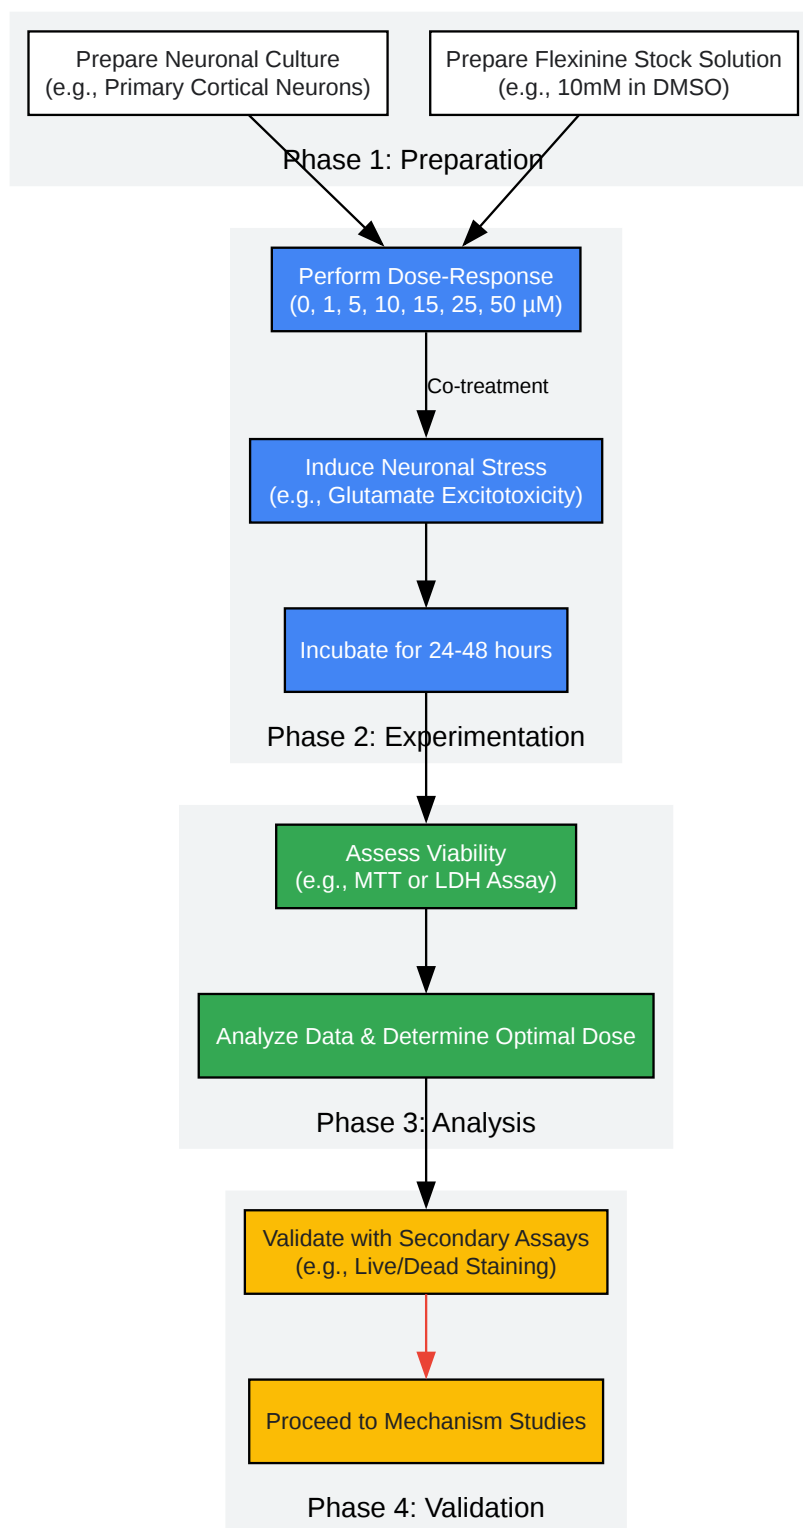 Prepare Neuronal Culture
(e.g., Primary Cortical Neurons)
Prepare Flexinine Stock Solution
(e.g., 10mM in DMSO)
Phase 1: Preparation
Perform Dose-Response
(0, 1, 5, 10, 15, 25, 50 µM)
Co-treatment
Induce Neuronal Stress
(e.g., Glutamate Excitotoxicity)
Incubate for 24-48 hours
Phase 2: Experimentation
Assess Viability
(e.g., MTT or LDH Assay)
Analyze Data & Determine Optimal Dose
Phase 3: Analysis
Validate with Secondary Assays
(e.g., Live/Dead Staining)
Proceed to Mechanism Studies
Phase 4: Validation